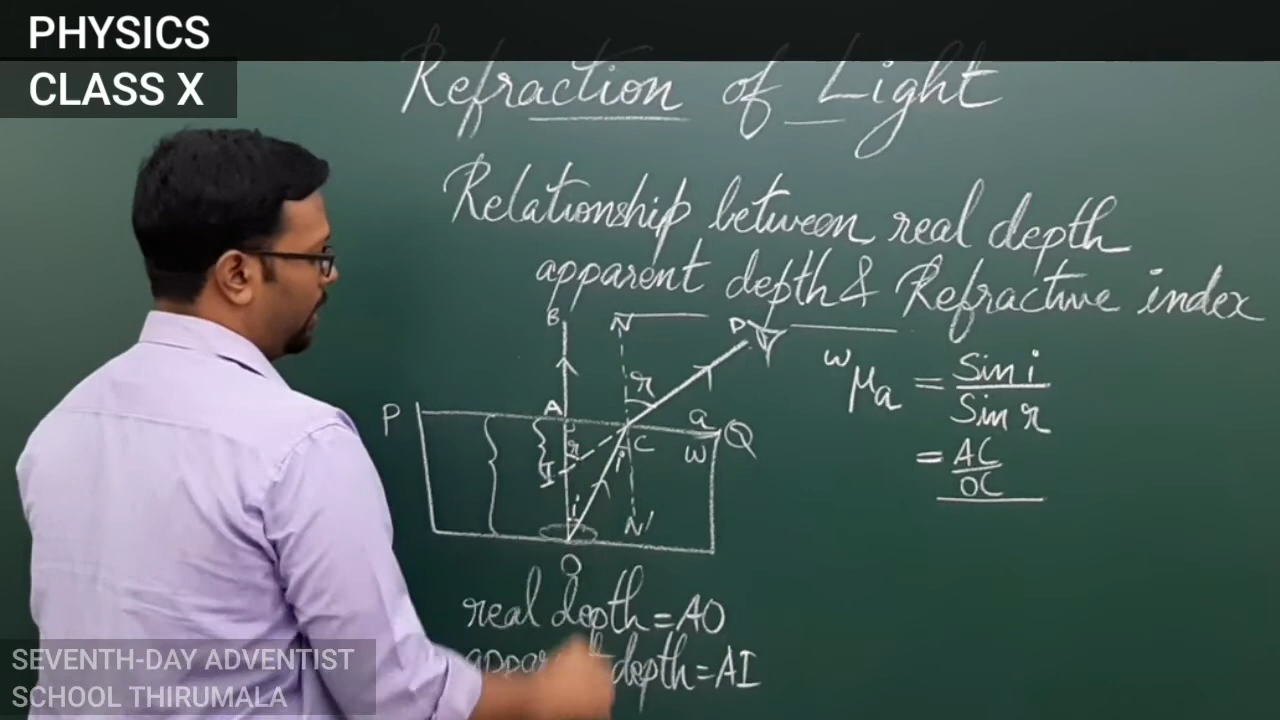 PHYSICS
CLASS X
Refraction of Light
Relationship between real depth
apparent depth & Refractive index
B N D
r
wμa = Sin i
Sin r
= AC
OC
P A a Q
r i C w
I
i N'
O
real depth = AO
depth = AI
SEVENTH-DAY ADVENTIST
SCHOOL THIRUMALA